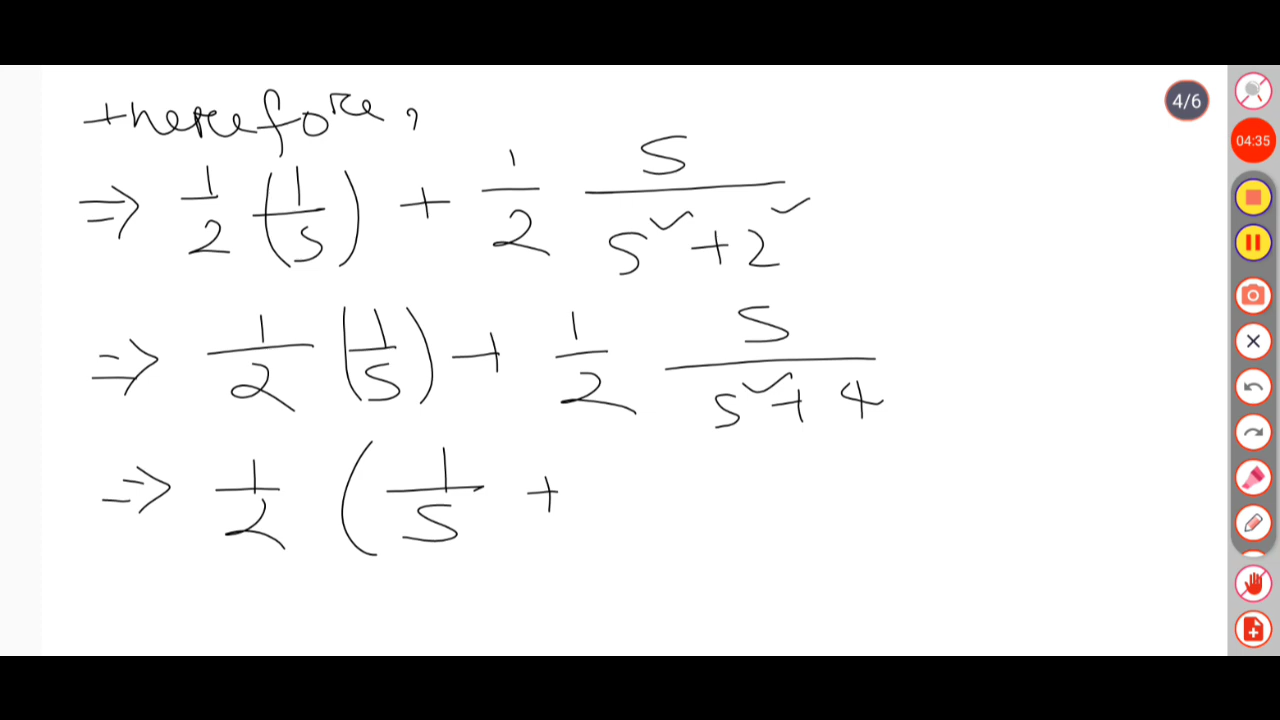 therefore,
4/6
04:35
⇒ 1/2 (1/s) + 1/2 s/(s² + 2²)
⇒ 1/2 (1/s) + 1/2 s/(s² + 4)
⇒ 1/2 (1/s +